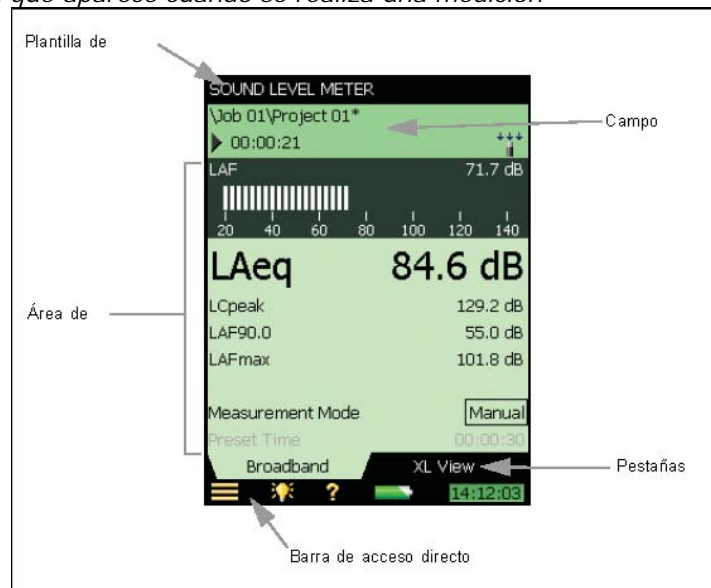 que aparece cuando se realiza una medición
Plantilla de
SOUND LEVEL METER
\Job 01\Project 01*
Campo
00:00:21
LAF 71.7 dB
20 40 60 80 100 120 140
LAeq 84.6 dB
LCpeak 129.2 dB
Área de
LAF90.0 55.0 dB
LAFmax 101.8 dB
Measurement Mode Manual
Preset Time 00:00:30
Broadband XL View
Pestañas
? 14:12:03
Barra de acceso directo